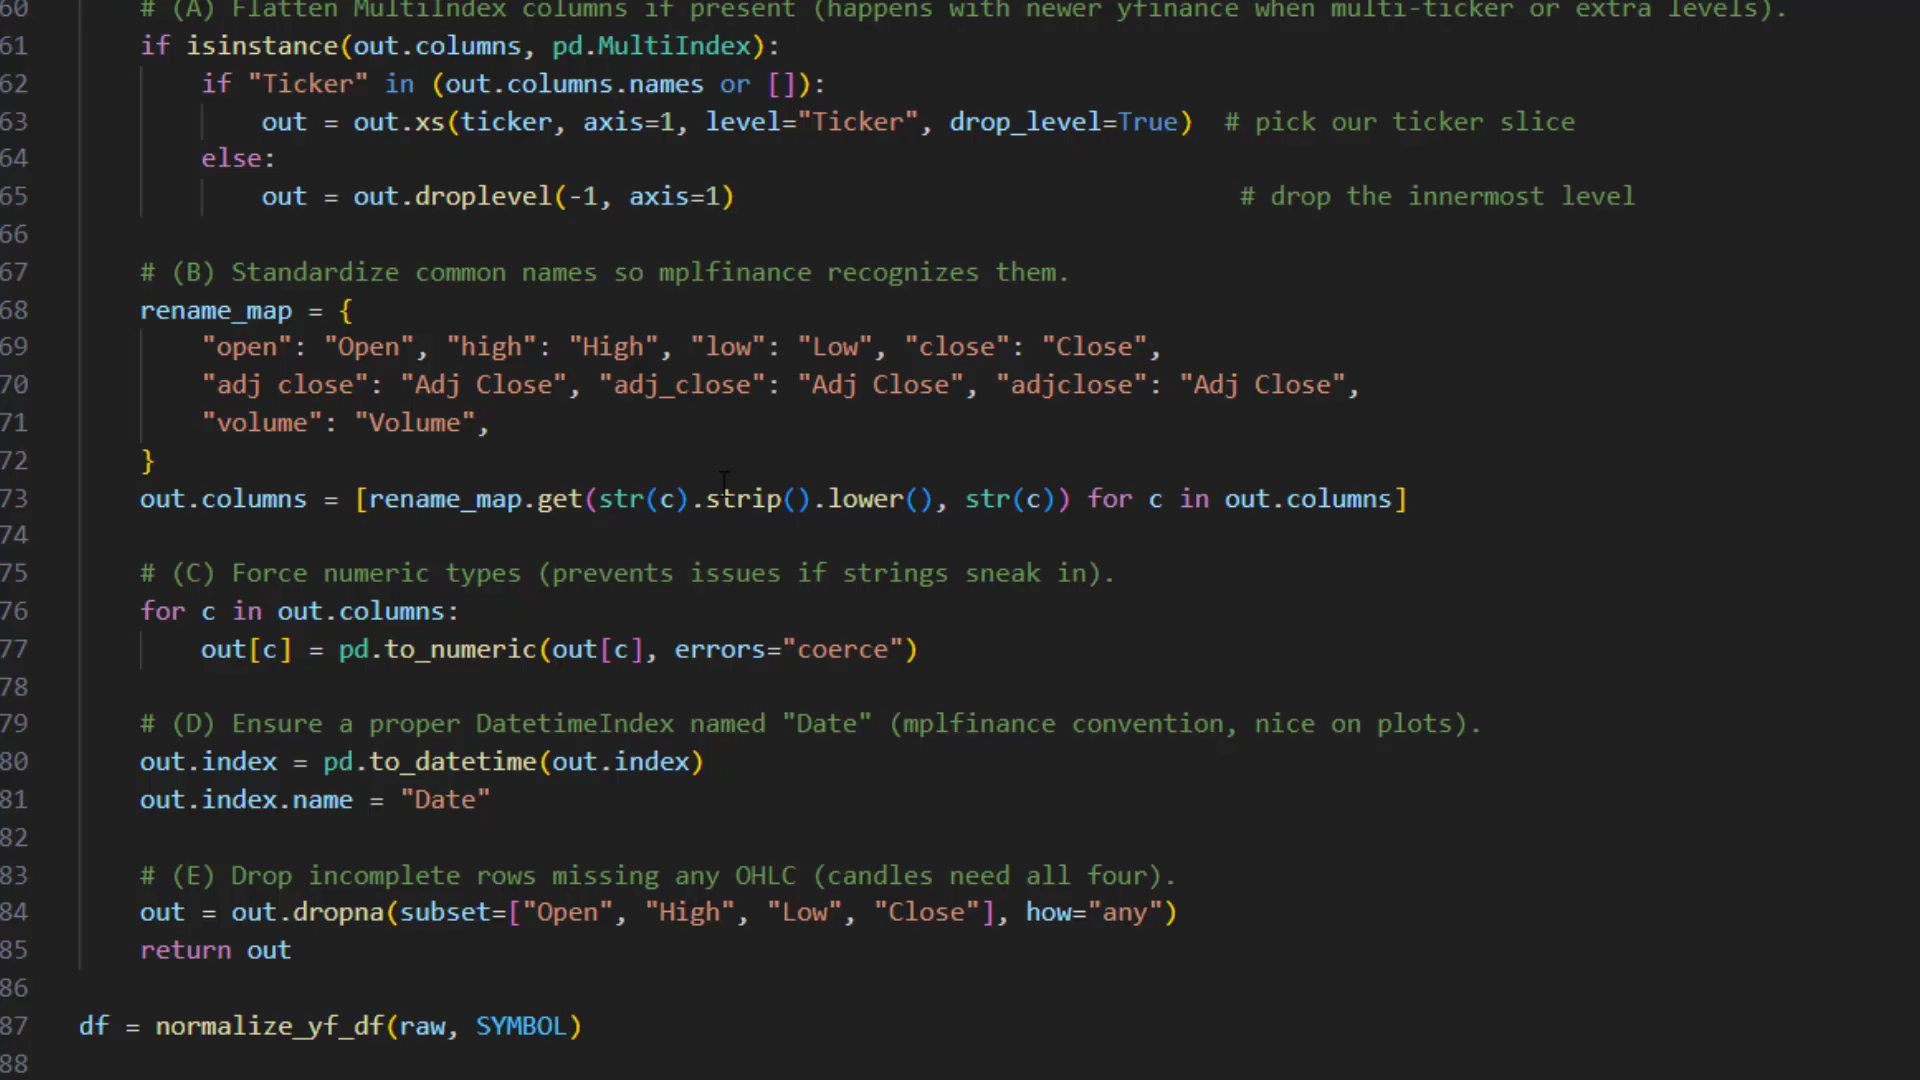 60 # (A) Flatten MultiIndex columns if present (happens with newer yfinance when multi-ticker or extra levels).
61 if isinstance(out.columns, pd.MultiIndex):
62 if "Ticker" in (out.columns.names or []):
63 out = out.xs(ticker, axis=1, level="Ticker", drop_level=True)  # pick our ticker slice
64 else:
65 out = out.droplevel(-1, axis=1) # drop the innermost level
66
67 # (B) Standardize common names so mplfinance recognizes them.
68 rename_map = {
69 "open": "Open", "high": "High", "low": "Low", "close": "Close",
70 "adj close": "Adj Close", "adj_close": "Adj Close", "adjclose": "Adj Close",
71 "volume": "Volume",
72 }
73 out.columns = [rename_map.get(str(c).strip().lower(), str(c)) for c in out.columns]
74
75 # (C) Force numeric types (prevents issues if strings sneak in).
76 for c in out.columns:
77 out[c] = pd.to_numeric(out[c], errors="coerce")
78
79 # (D) Ensure a proper DatetimeIndex named "Date" (mplfinance convention, nice on plots).
80 out.index = pd.to_datetime(out.index)
81 out.index.name = "Date"
82
83 # (E) Drop incomplete rows missing any OHLC (candles need all four).
84 out = out.dropna(subset=["Open", "High", "Low", "Close"], how="any")
85 return out
86
87 df = normalize_yf_df(raw, SYMBOL)
88